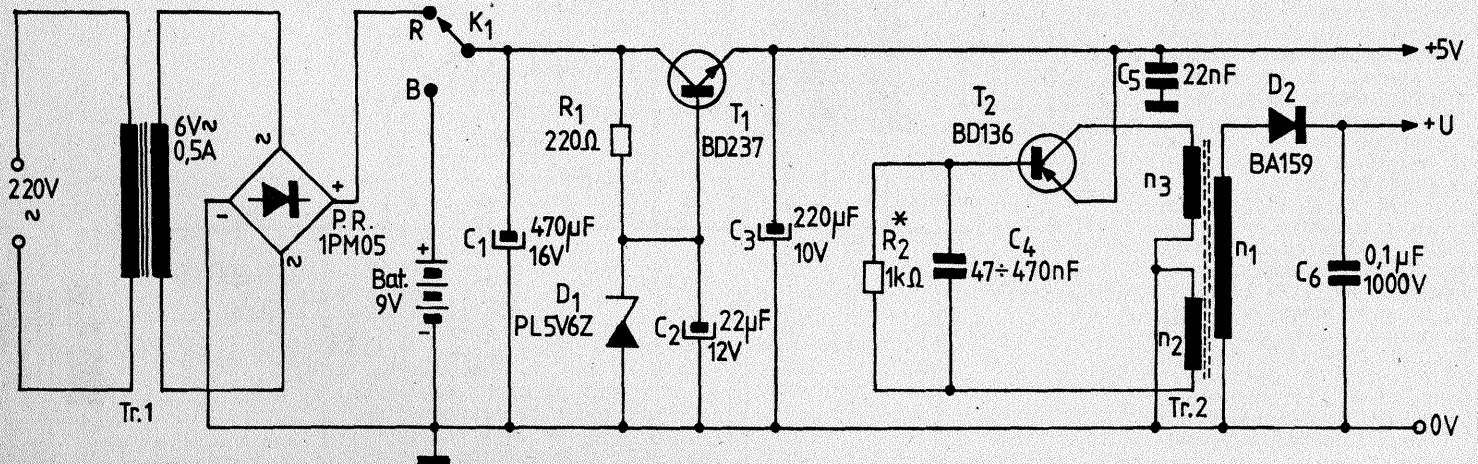 220V
~
Tr.1
6V~
0,5A
~
~
+
-
P.R.
1PM05
R
K1
B
+
Bat.
9V
-
C1
470µF
16V
R1
220Ω
D1
PL5V6Z
C2
22µF
12V
T1
BD237
C3
220µF
10V
T2
BD136
*
R2
1kΩ
C4
47÷470nF
C5
22nF
n3
n2
n1
Tr.2
D2
BA159
C6
0,1µF
1000V
+5V
+U
0V